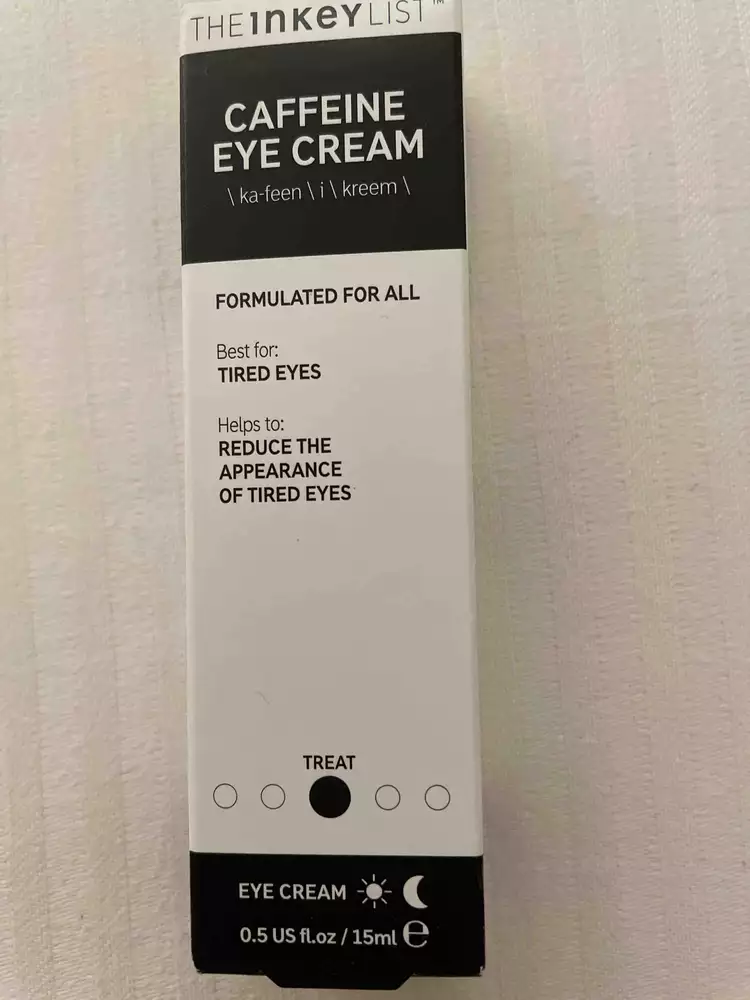 THE INKEY LIST™
CAFFEINE
EYE CREAM
\ ka-feen \ i \ kreem \
FORMULATED FOR ALL
Best for:
TIRED EYES
Helps to:
REDUCE THE
APPEARANCE
OF TIRED EYES
TREAT
EYE CREAM
0.5 US fl.oz / 15ml ℮